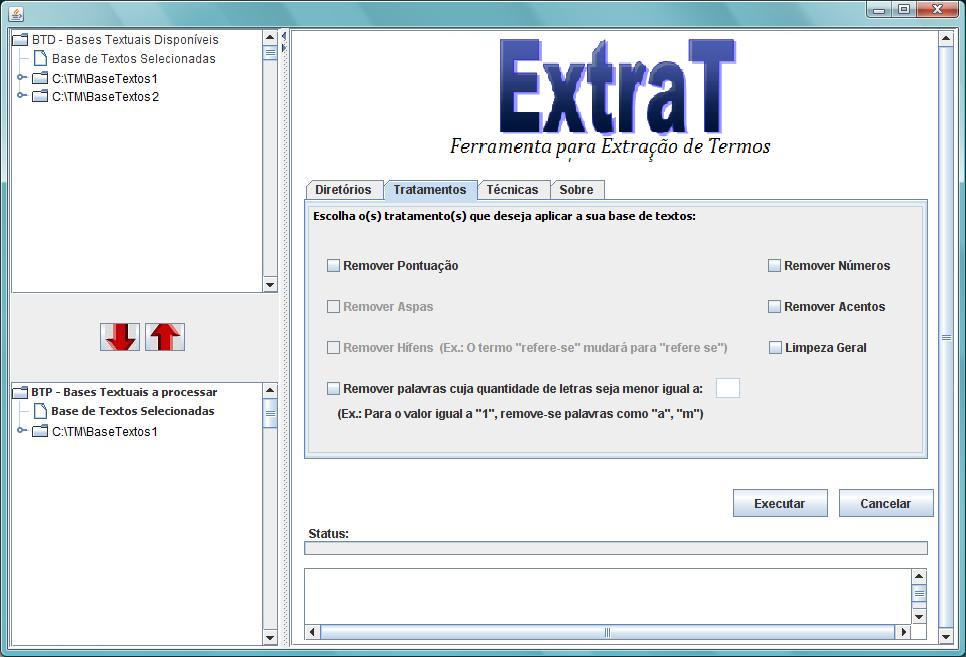 BTD - Bases Textuais Disponíveis
Base de Textos Selecionadas
C:\TM\BaseTextos1
C:\TM\BaseTextos2
BTP - Bases Textuais a processar
Base de Textos Selecionadas
C:\TM\BaseTextos1
ExtraT
Ferramenta para Extração de Termos
Diretórios Tratamentos Técnicas Sobre
Escolha o(s) tratamento(s) que deseja aplicar a sua base de textos:
Remover Pontuação Remover Números
Remover Aspas Remover Acentos
Remover Hífens (Ex.: O termo "refere-se" mudará para "refere se") Limpeza Geral
Remover palavras cuja quantidade de letras seja menor igual a:
(Ex.: Para o valor igual a "1", remove-se palavras como "a", "m")
Executar Cancelar
Status: